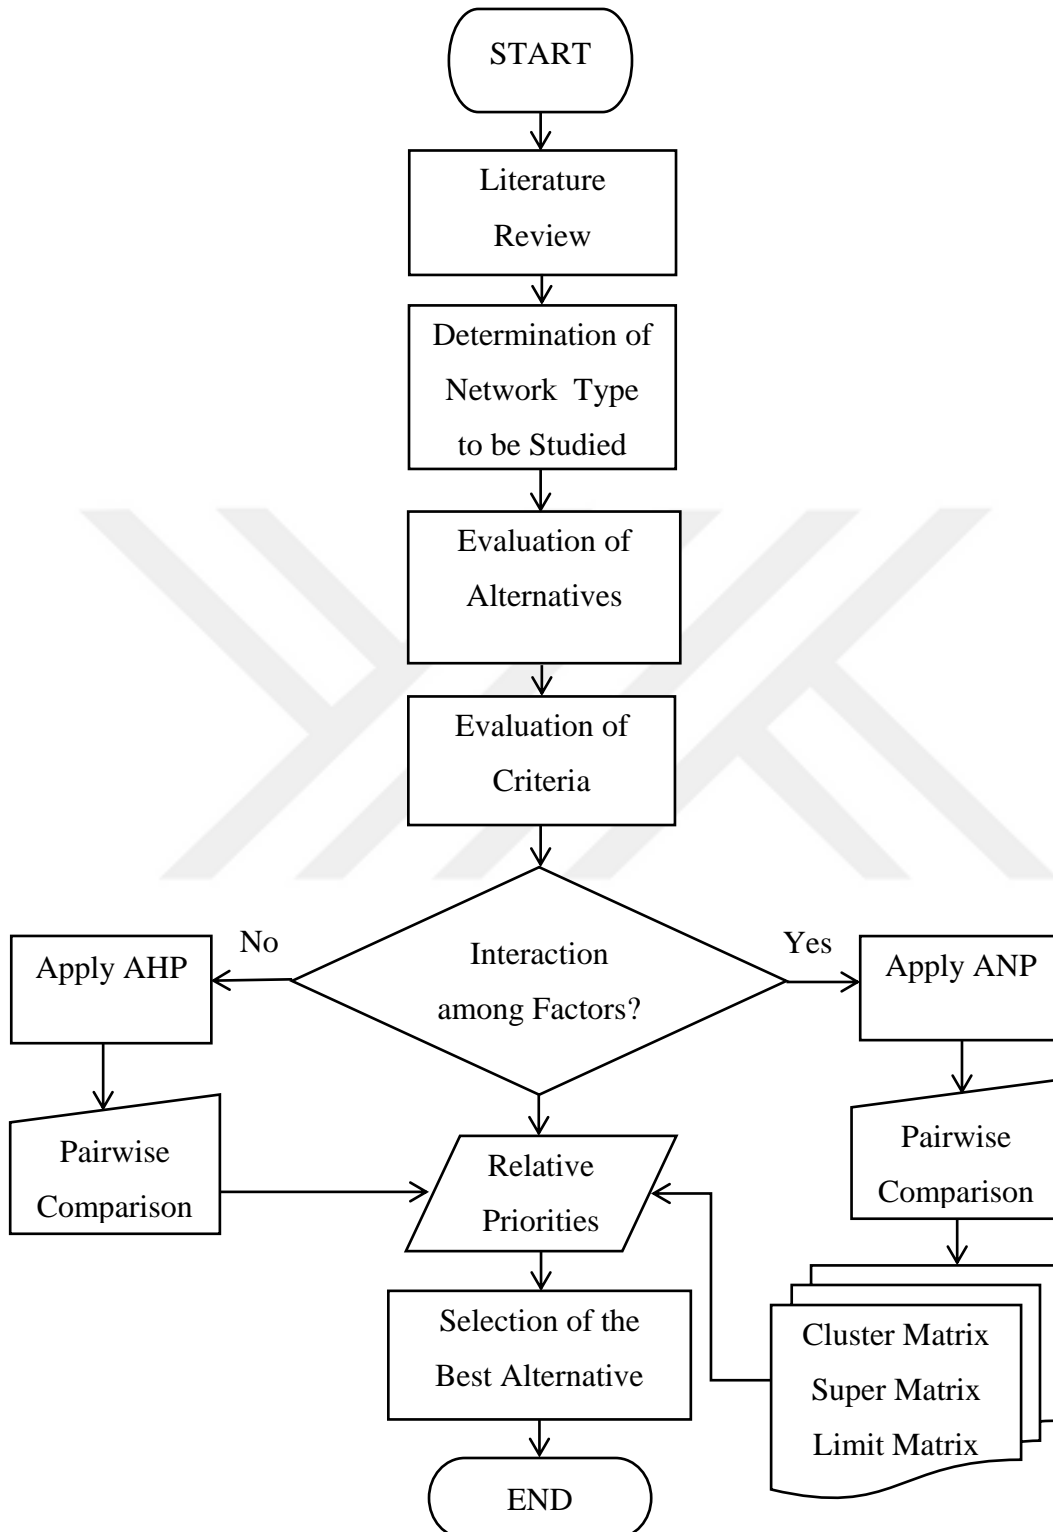 START
Literature
Review
Determination of
Network Type
to be Studied
Evaluation of
Alternatives
Evaluation of
Criteria
No
Yes
Apply AHP
Interaction
among Factors?
Apply ANP
Pairwise
Comparison
Relative
Priorities
Pairwise
Comparison
Selection of the
Best Alternative
Cluster Matrix
Super Matrix
Limit Matrix
END